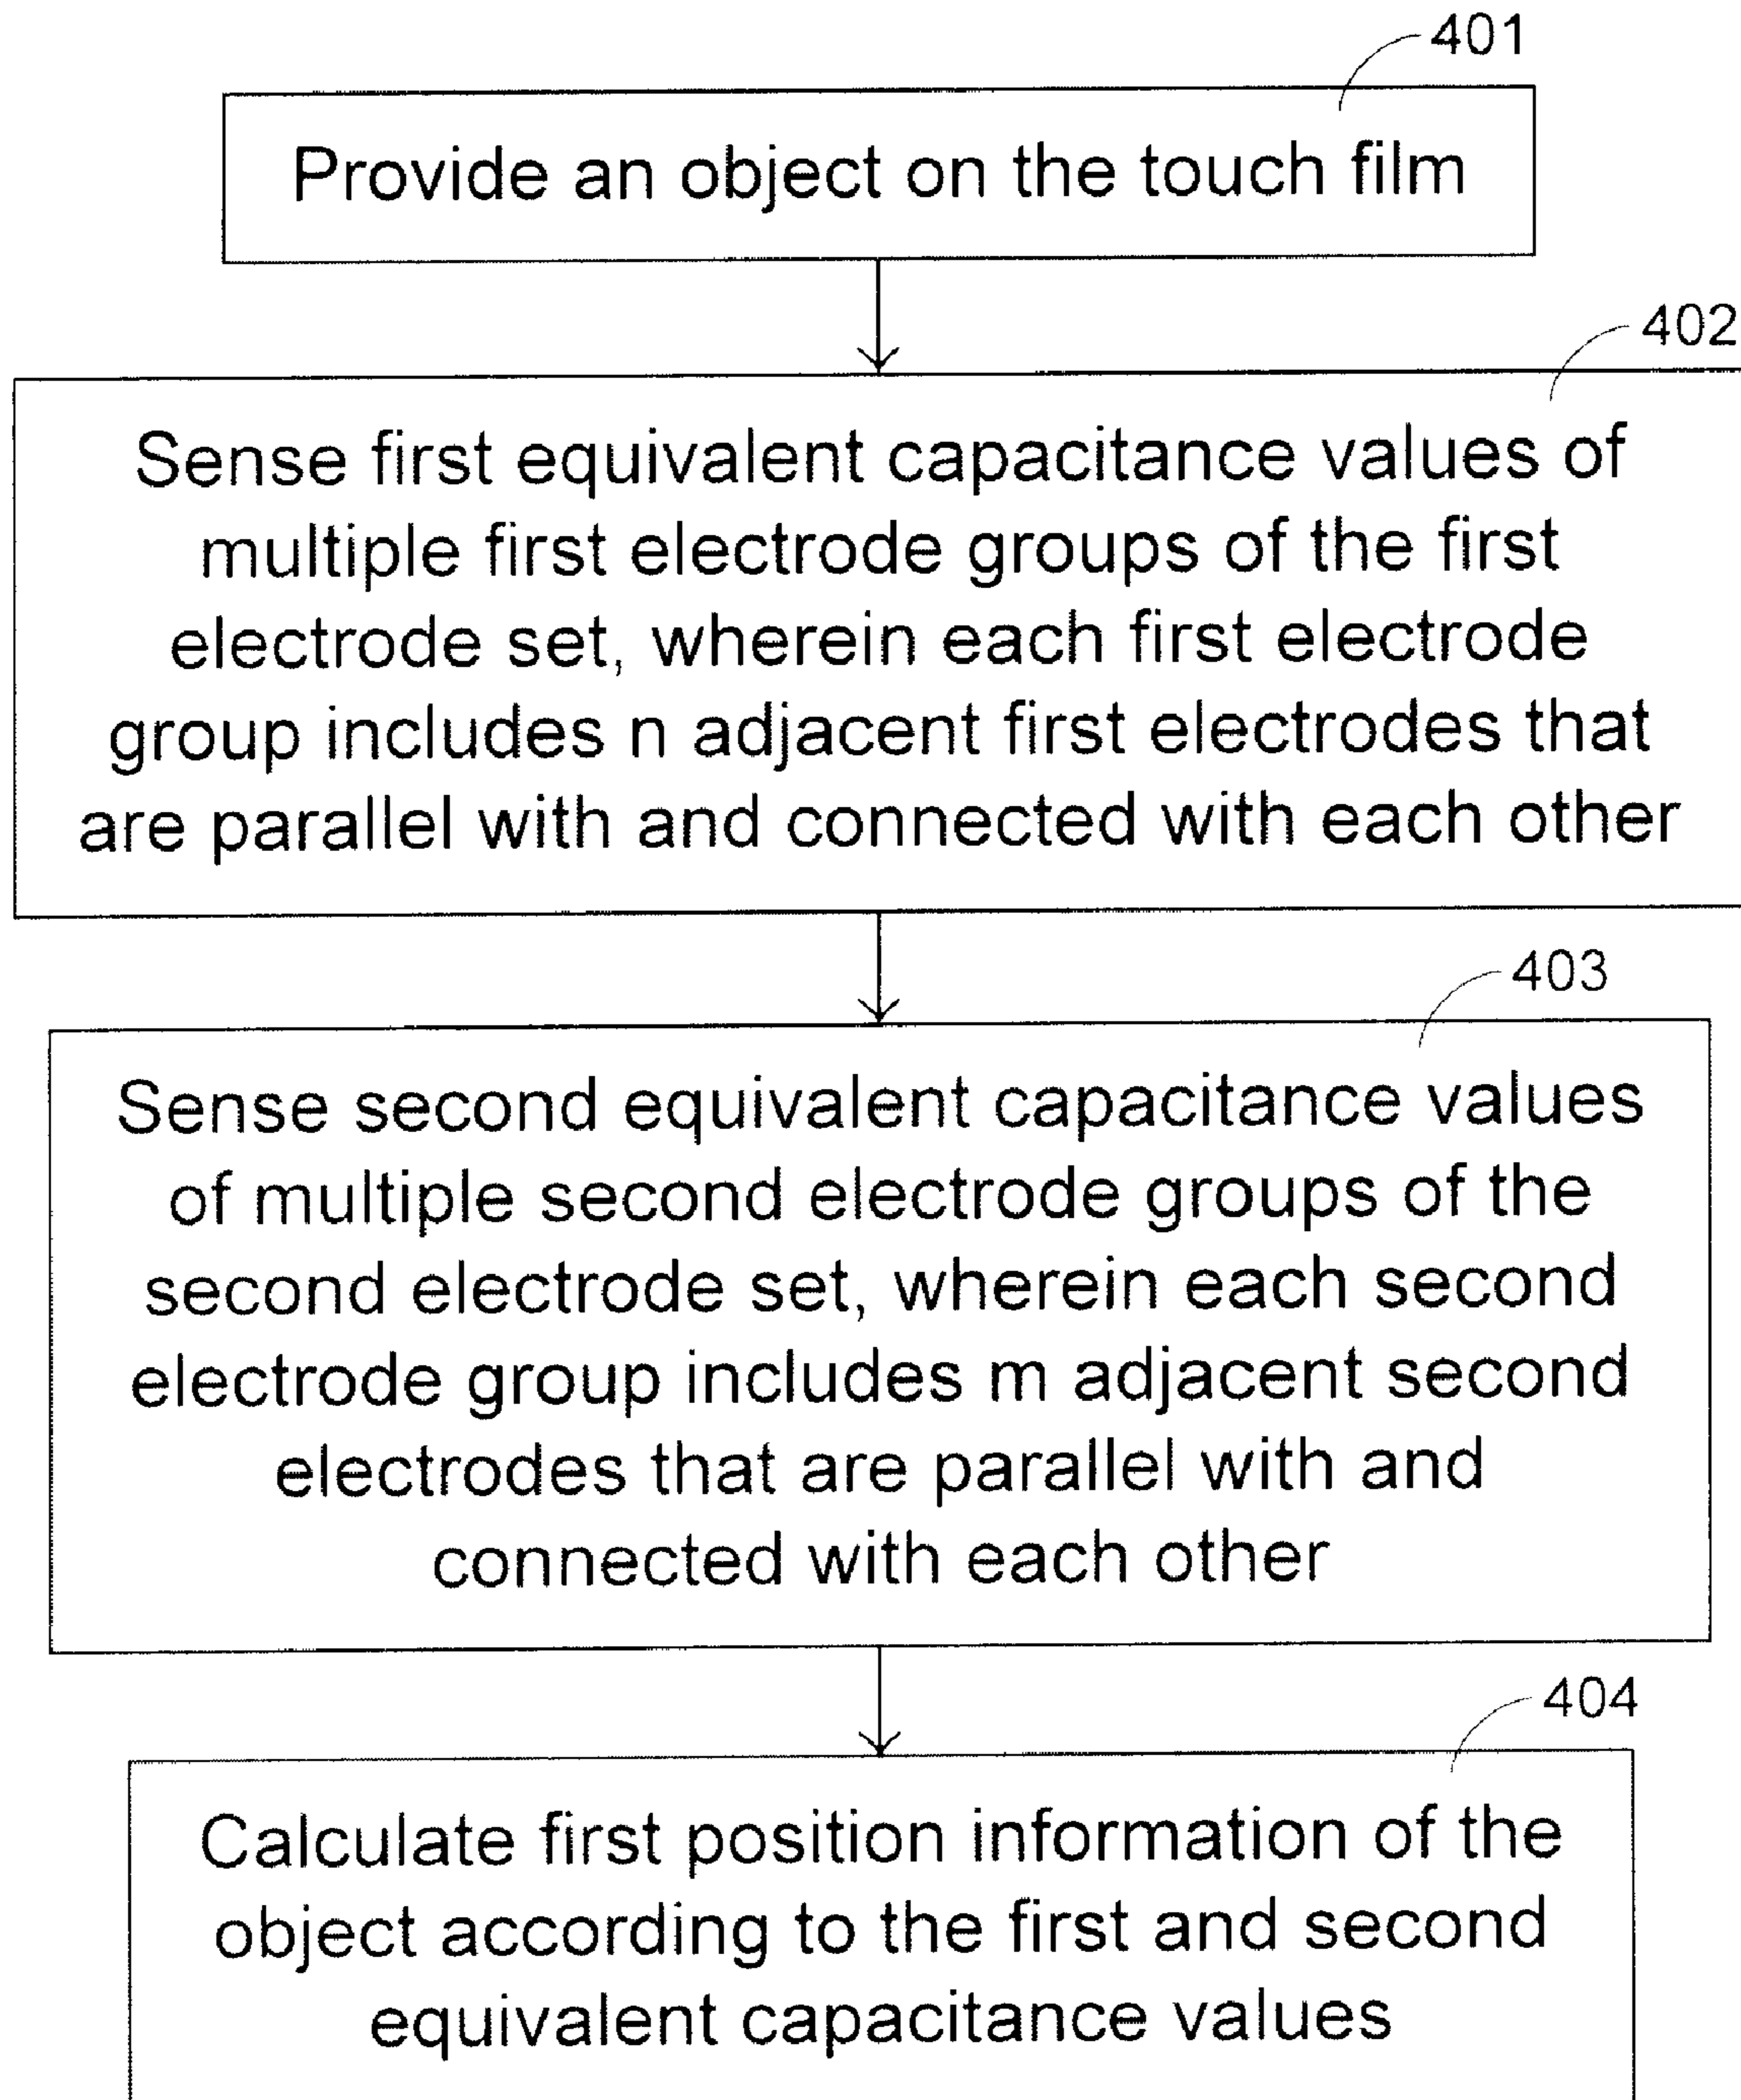 401
Provide an object on the touch film
402
Sense first equivalent capacitance values of
multiple first electrode groups of the first
electrode set, wherein each first electrode
group includes n adjacent first electrodes that
are parallel with and connected with each other
403
Sense second equivalent capacitance values
of multiple second electrode groups of the
second electrode set, wherein each second
electrode group includes m adjacent second
electrodes that are parallel with and
connected with each other
404
Calculate first position information of the
object according to the first and second
equivalent capacitance values